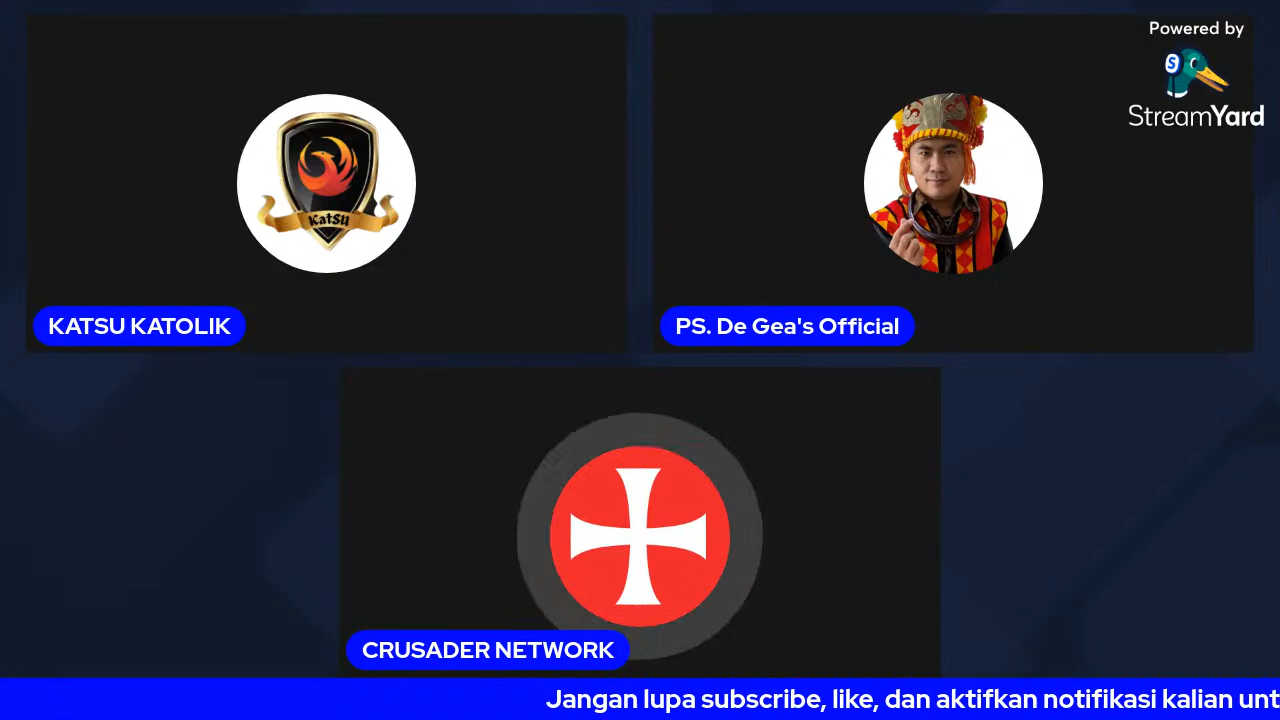 Powered by
S
StreamYard
KatSU
KATSU KATOLIK
PS. De Gea's Official
CRUSADER NETWORK
Jangan lupa subscribe, like, dan aktifkan notifikasi kalian unt